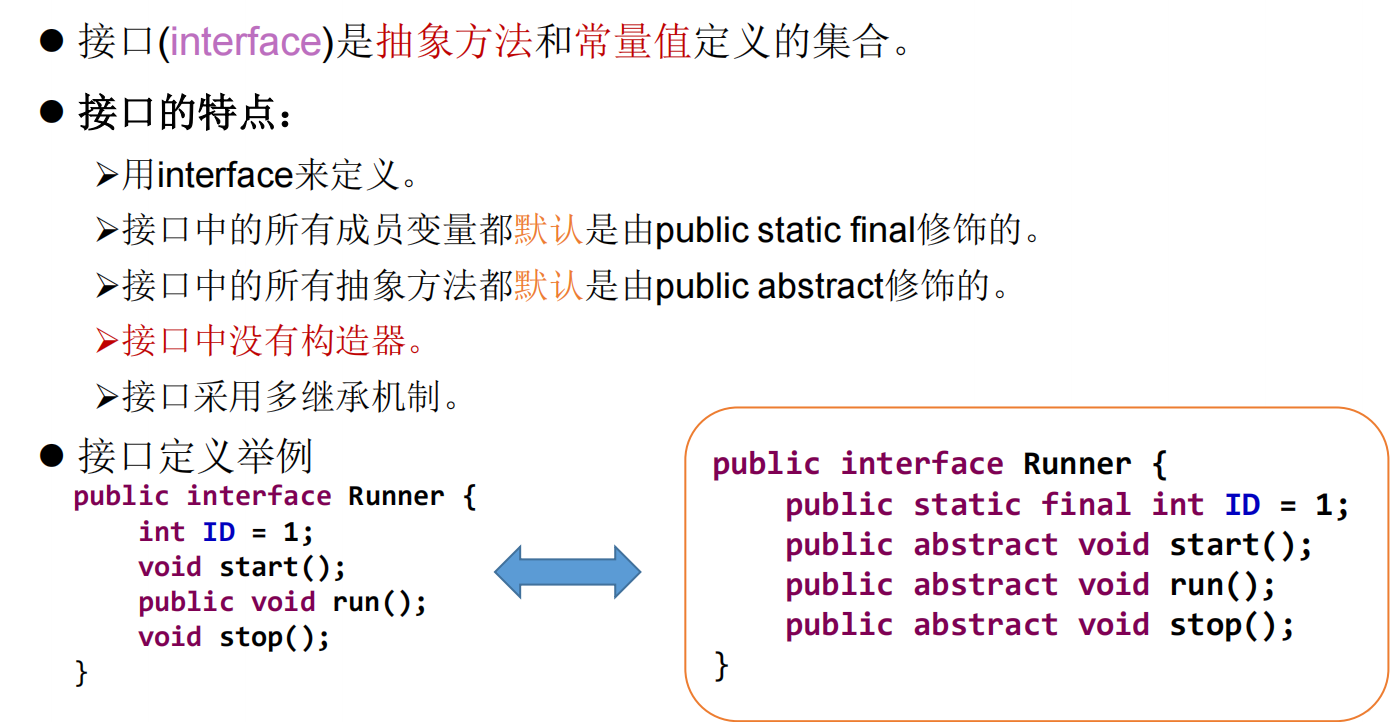 ● 接口(interface)是抽象方法和常量值定义的集合。
● 接口的特点：
➢用interface来定义。
➢接口中的所有成员变量都默认是由public static final修饰的。
➢接口中的所有抽象方法都默认是由public abstract修饰的。
➢接口中没有构造器。
➢接口采用多继承机制。
● 接口定义举例
public interface Runner {
    int ID = 1;
    void start();
    public void run();
    void stop();
}
public interface Runner {
    public static final int ID = 1;
    public abstract void start();
    public abstract void run();
    public abstract void stop();
}